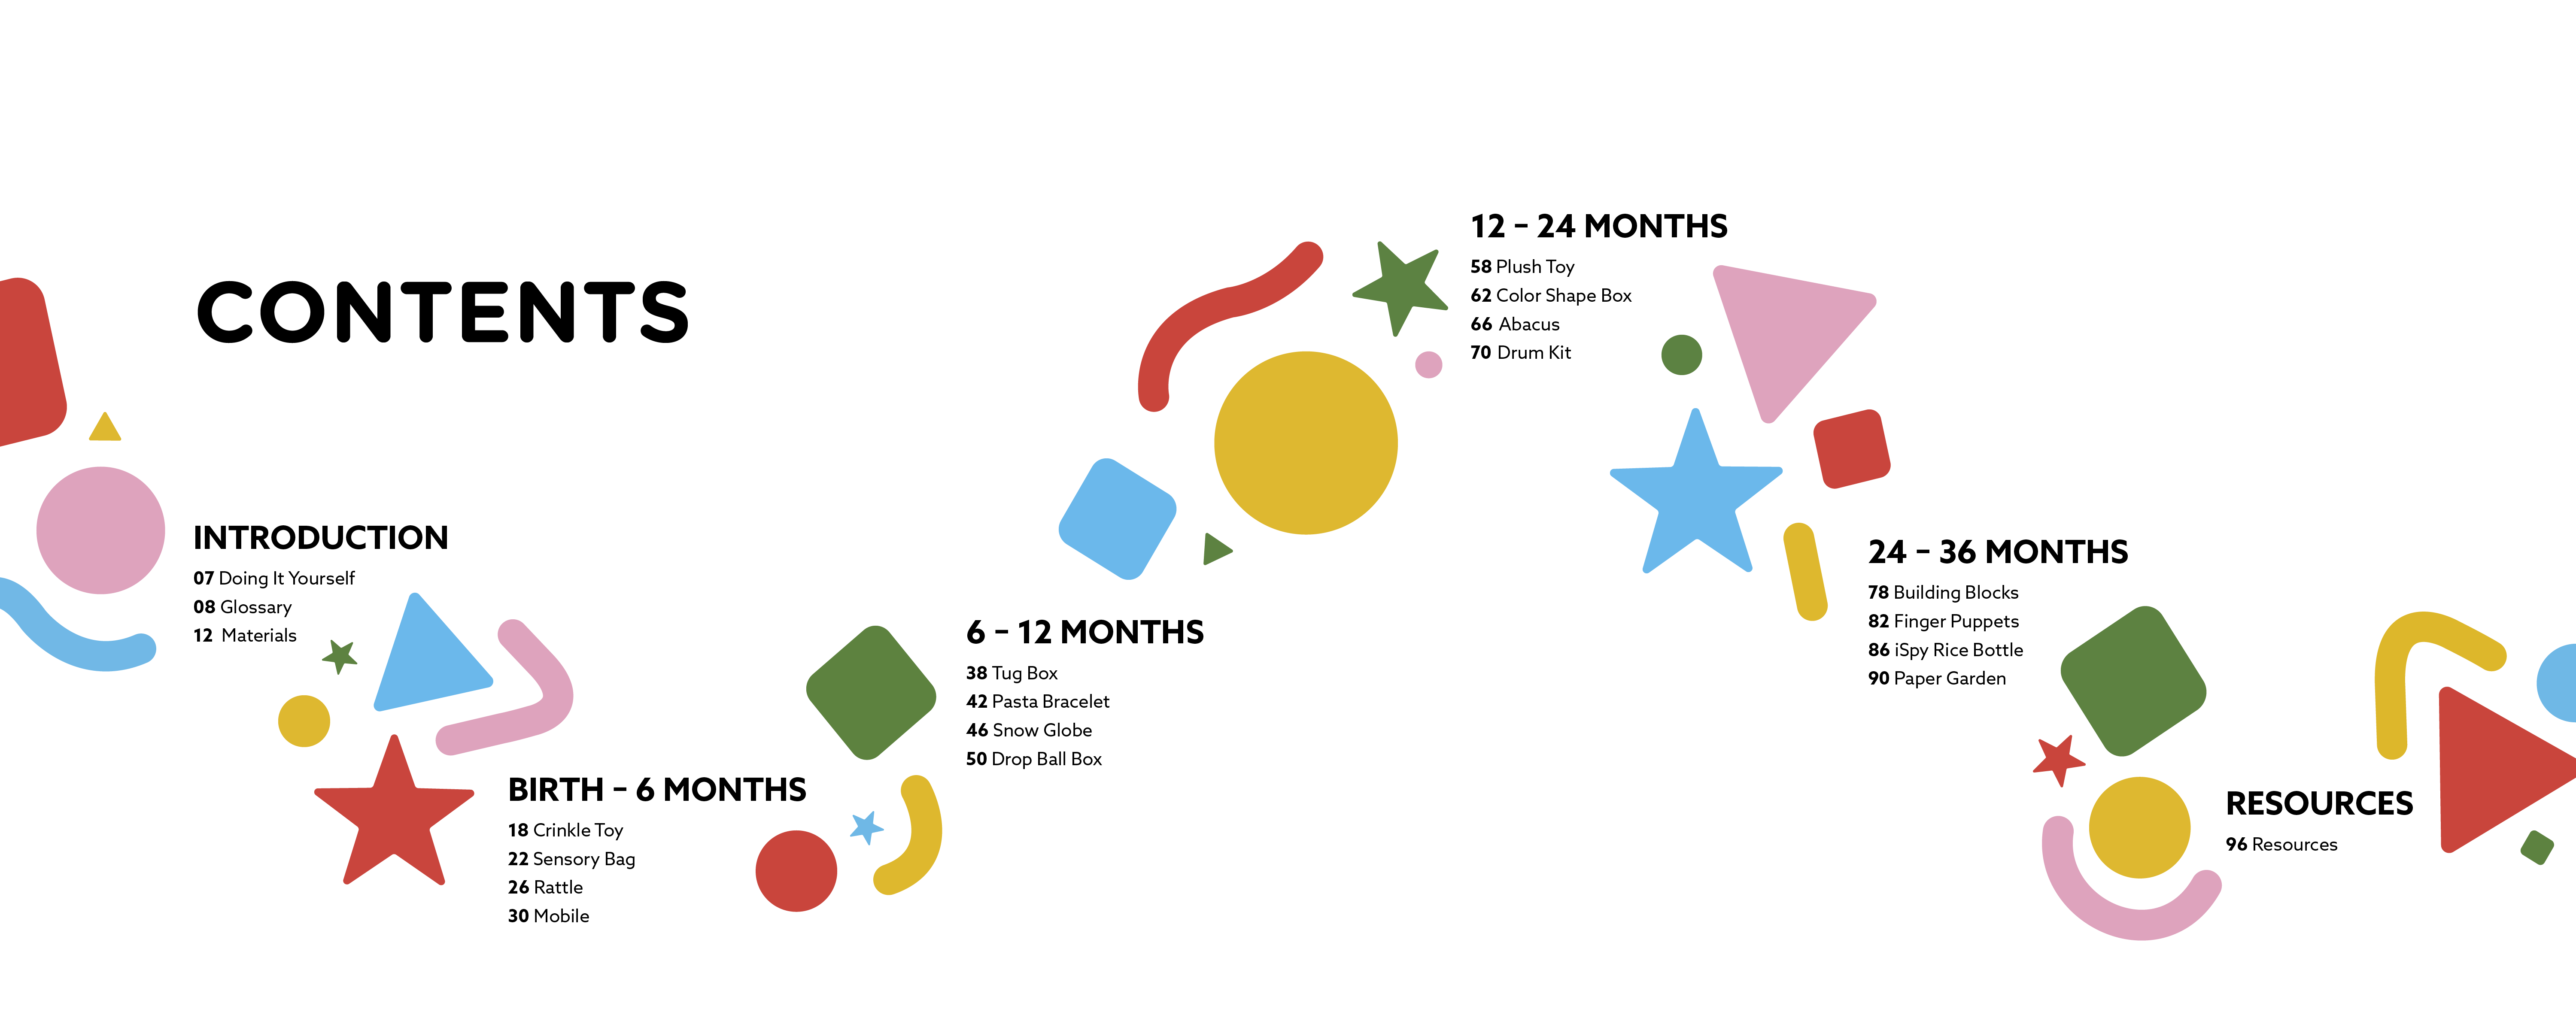 CONTENTS
INTRODUCTION
07 Doing It Yourself
08 Glossary
12 Materials
BIRTH – 6 MONTHS
18 Crinkle Toy
22 Sensory Bag
26 Rattle
30 Mobile
6 – 12 MONTHS
38 Tug Box
42 Pasta Bracelet
46 Snow Globe
50 Drop Ball Box
12 – 24 MONTHS
58 Plush Toy
62 Color Shape Box
66 Abacus
70 Drum Kit
24 – 36 MONTHS
78 Building Blocks
82 Finger Puppets
86 iSpy Rice Bottle
90 Paper Garden
RESOURCES
96 Resources